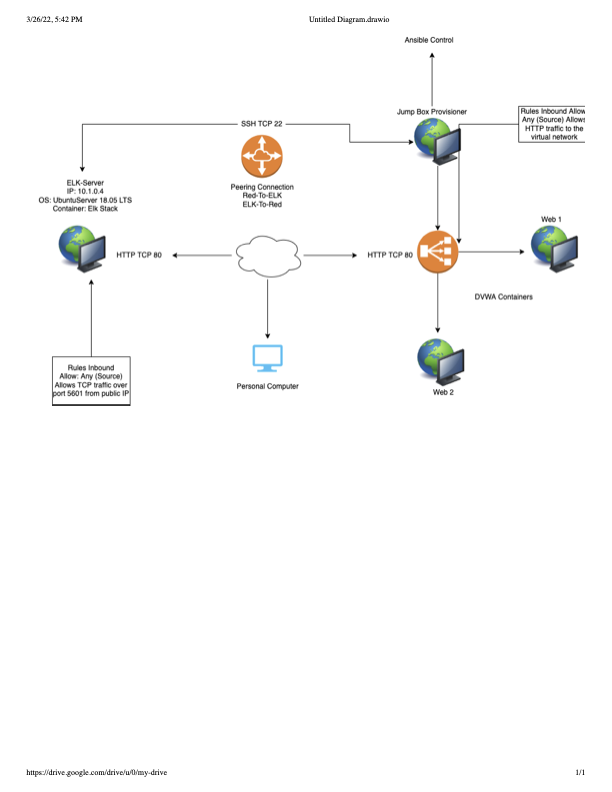 3/26/22, 5:42 PM
Untitled Diagram.drawio
Ansible Control
Jump Box Provisioner
Rules Inbound Allow
Any (Source) Allows
HTTP traffic to the
virtual network
SSH TCP 22
Peering Connection
Red-To-ELK
ELK-To-Red
ELK-Server
IP: 10.1.0.4
OS: UbuntuServer 18.05 LTS
Container: Elk Stack
HTTP TCP 80
HTTP TCP 80
Web 1
DVWA Containers
Rules Inbound
Allow: Any (Source)
Allows TCP traffic over
port 5601 from public IP
Personal Computer
Web 2
https://drive.google.com/drive/u/0/my-drive
1/1